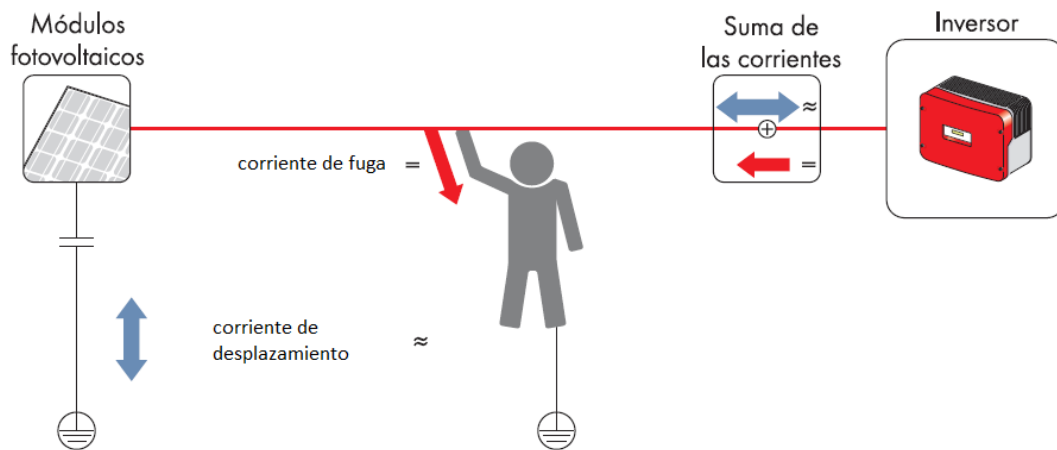 Módulos
fotovoltaicos
Suma de
las corrientes
Inversor
≈
corriente de fuga =
+
=
corriente de
desplazamiento ≈